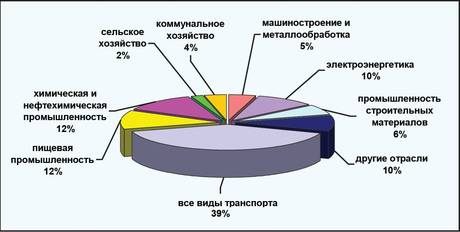 коммунальное
хозяйство
4%
машиностроение и
металлообработка
5%
сельское
хозяйство
2%
электроэнергетика
10%
химическая и
нефтехимическая
промышленность
12%
промышленность
строительных
материалов
6%
пищевая
промышленность
12%
другие отрасли
10%
все виды транспорта
39%